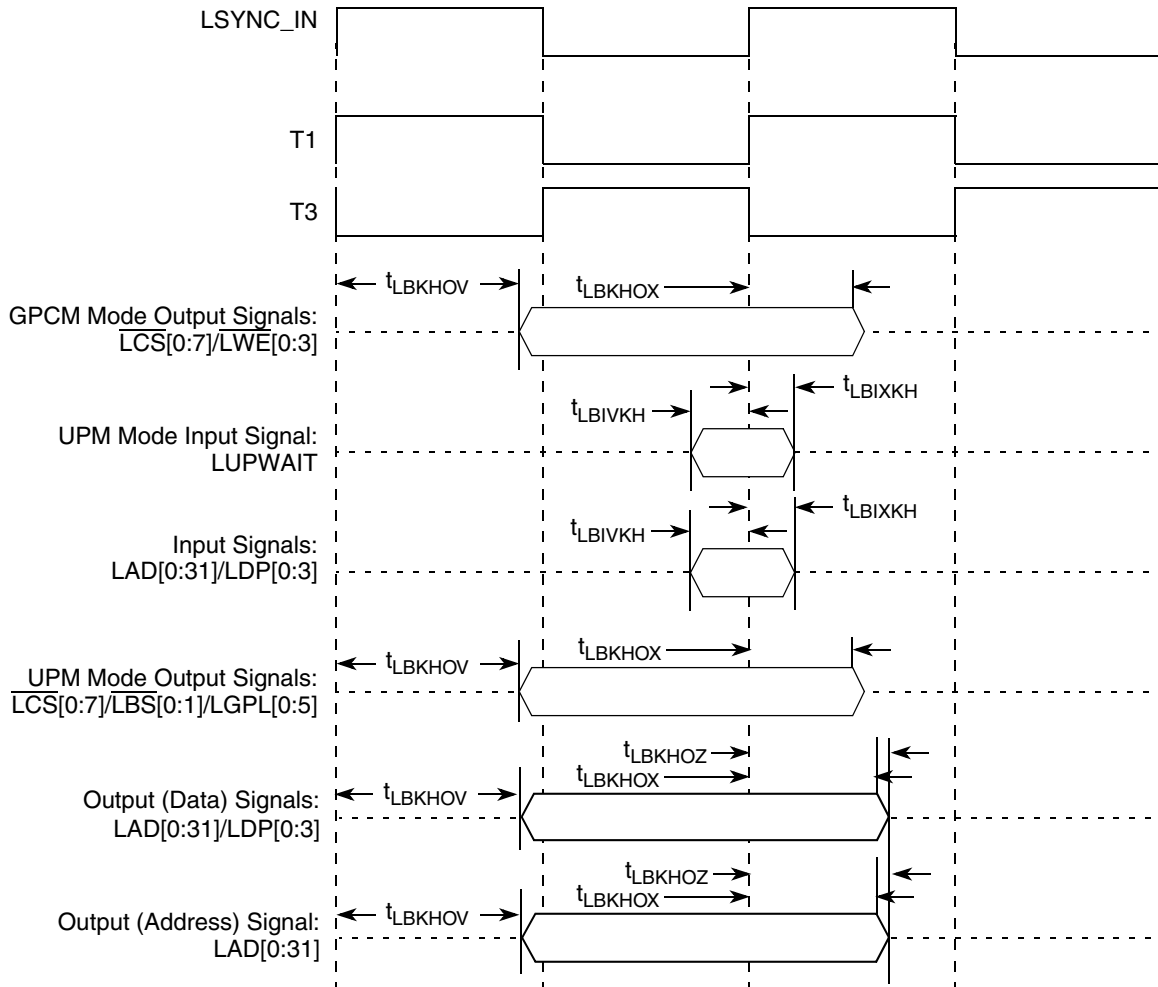 LSYNC_IN
T1
T3
tLBKHOV
tLBKHOX
GPCM Mode Output Signals:
LCS[0:7]/LWE[0:3]
tLBIXKH
tLBIVKH
UPM Mode Input Signal:
LUPWAIT
tLBIXKH
tLBIVKH
Input Signals:
LAD[0:31]/LDP[0:3]
tLBKHOV
tLBKHOX
UPM Mode Output Signals:
LCS[0:7]/LBS[0:1]/LGPL[0:5]
tLBKHOZ
tLBKHOX
tLBKHOV
Output (Data) Signals:
LAD[0:31]/LDP[0:3]
tLBKHOZ
tLBKHOX
tLBKHOV
Output (Address) Signal:
LAD[0:31]